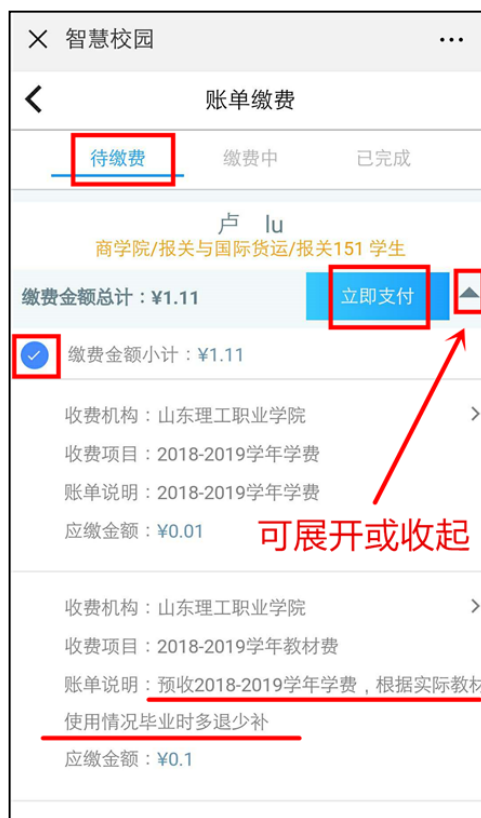 智慧校园
账单缴费
待缴费 缴费中 已完成
卢 lu
商学院/报关与国际货运/报关151 学生
缴费金额总计：¥1.11 立即支付
缴费金额小计：¥1.11
收费机构：山东理工职业学院
收费项目：2018-2019学年学费
账单说明：2018-2019学年学费
应缴金额：¥0.01
可展开或收起
收费机构：山东理工职业学院
收费项目：2018-2019学年教材费
账单说明：预收2018-2019学年学费，根据实际教材
使用情况毕业时多退少补
应缴金额：¥0.1